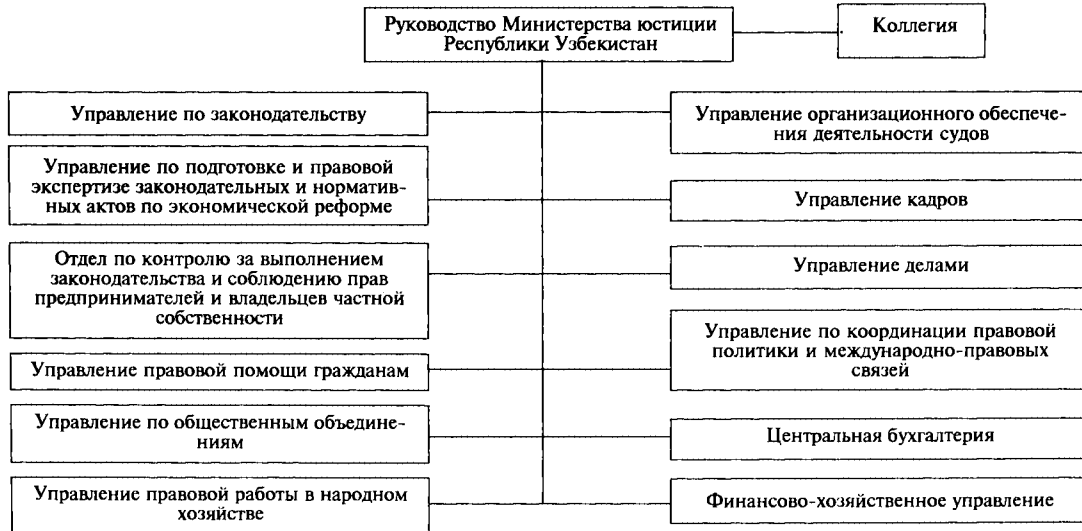 Руководство Министерства юстиции
Республики Узбекистан
Коллегия
Управление по законодательству
Управление по подготовке и правовой
экспертизе законодательных и норматив-
ных актов по экономической реформе
Отдел по контролю за выполнением
законодательства и соблюдению прав
предпринимателей и владельцев частной
собственности
Управление правовой помощи гражданам
Управление по общественным объедине-
ниям
Управление правовой работы в народном
хозяйстве
Управление организационного обеспече-
ния деятельности судов
Управление кадров
Управление делами
Управление по координации правовой
политики и международно-правовых
связей
Центральная бухгалтерия
Финансово-хозяйственное управление